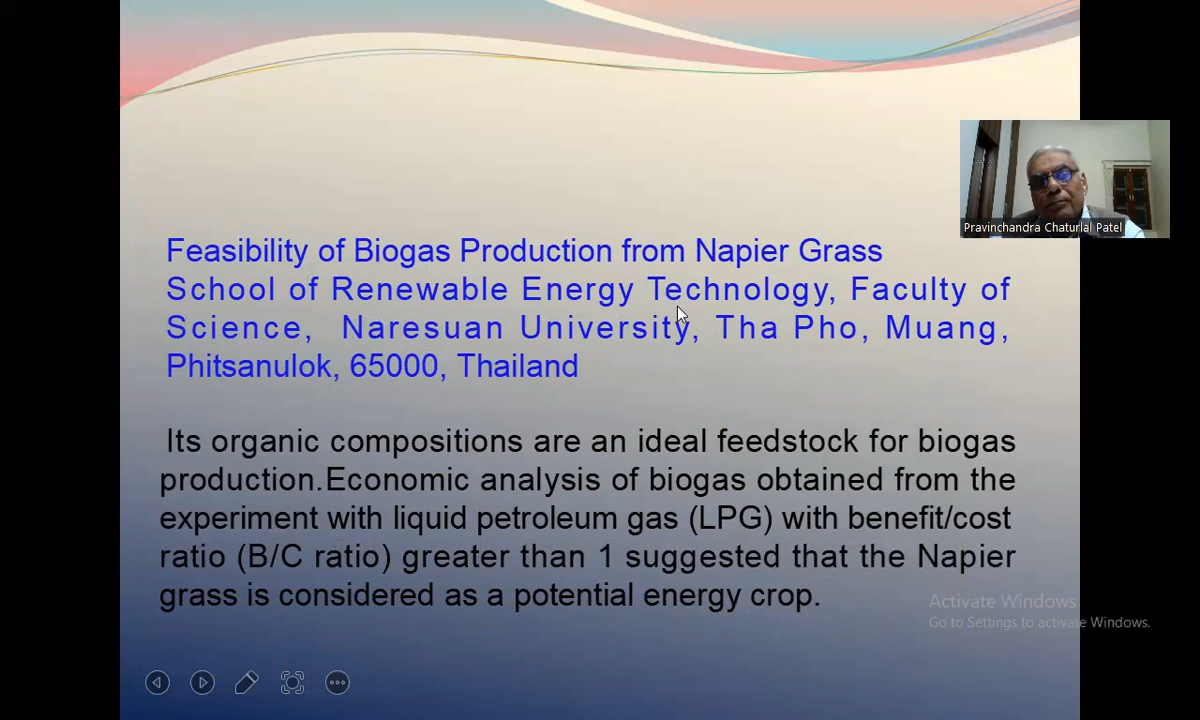 Feasibility of Biogas Production from Napier Grass
School of Renewable Energy Technology, Faculty of
Science, Naresuan University, Tha Pho, Muang,
Phitsanulok, 65000, Thailand
Its organic compositions are an ideal feedstock for biogas
production.Economic analysis of biogas obtained from the
experiment with liquid petroleum gas (LPG) with benefit/cost
ratio (B/C ratio) greater than 1 suggested that the Napier
grass is considered as a potential energy crop.
Pravinchandra Chaturlal Patel
Activate Windows
Go to Settings to activate Windows.